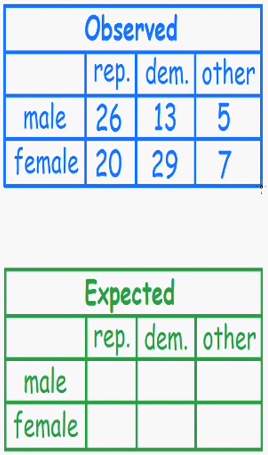 Observed
rep. dem. other
male 26 13 5
female 20 29 7
Expected
rep. dem. other
male
female